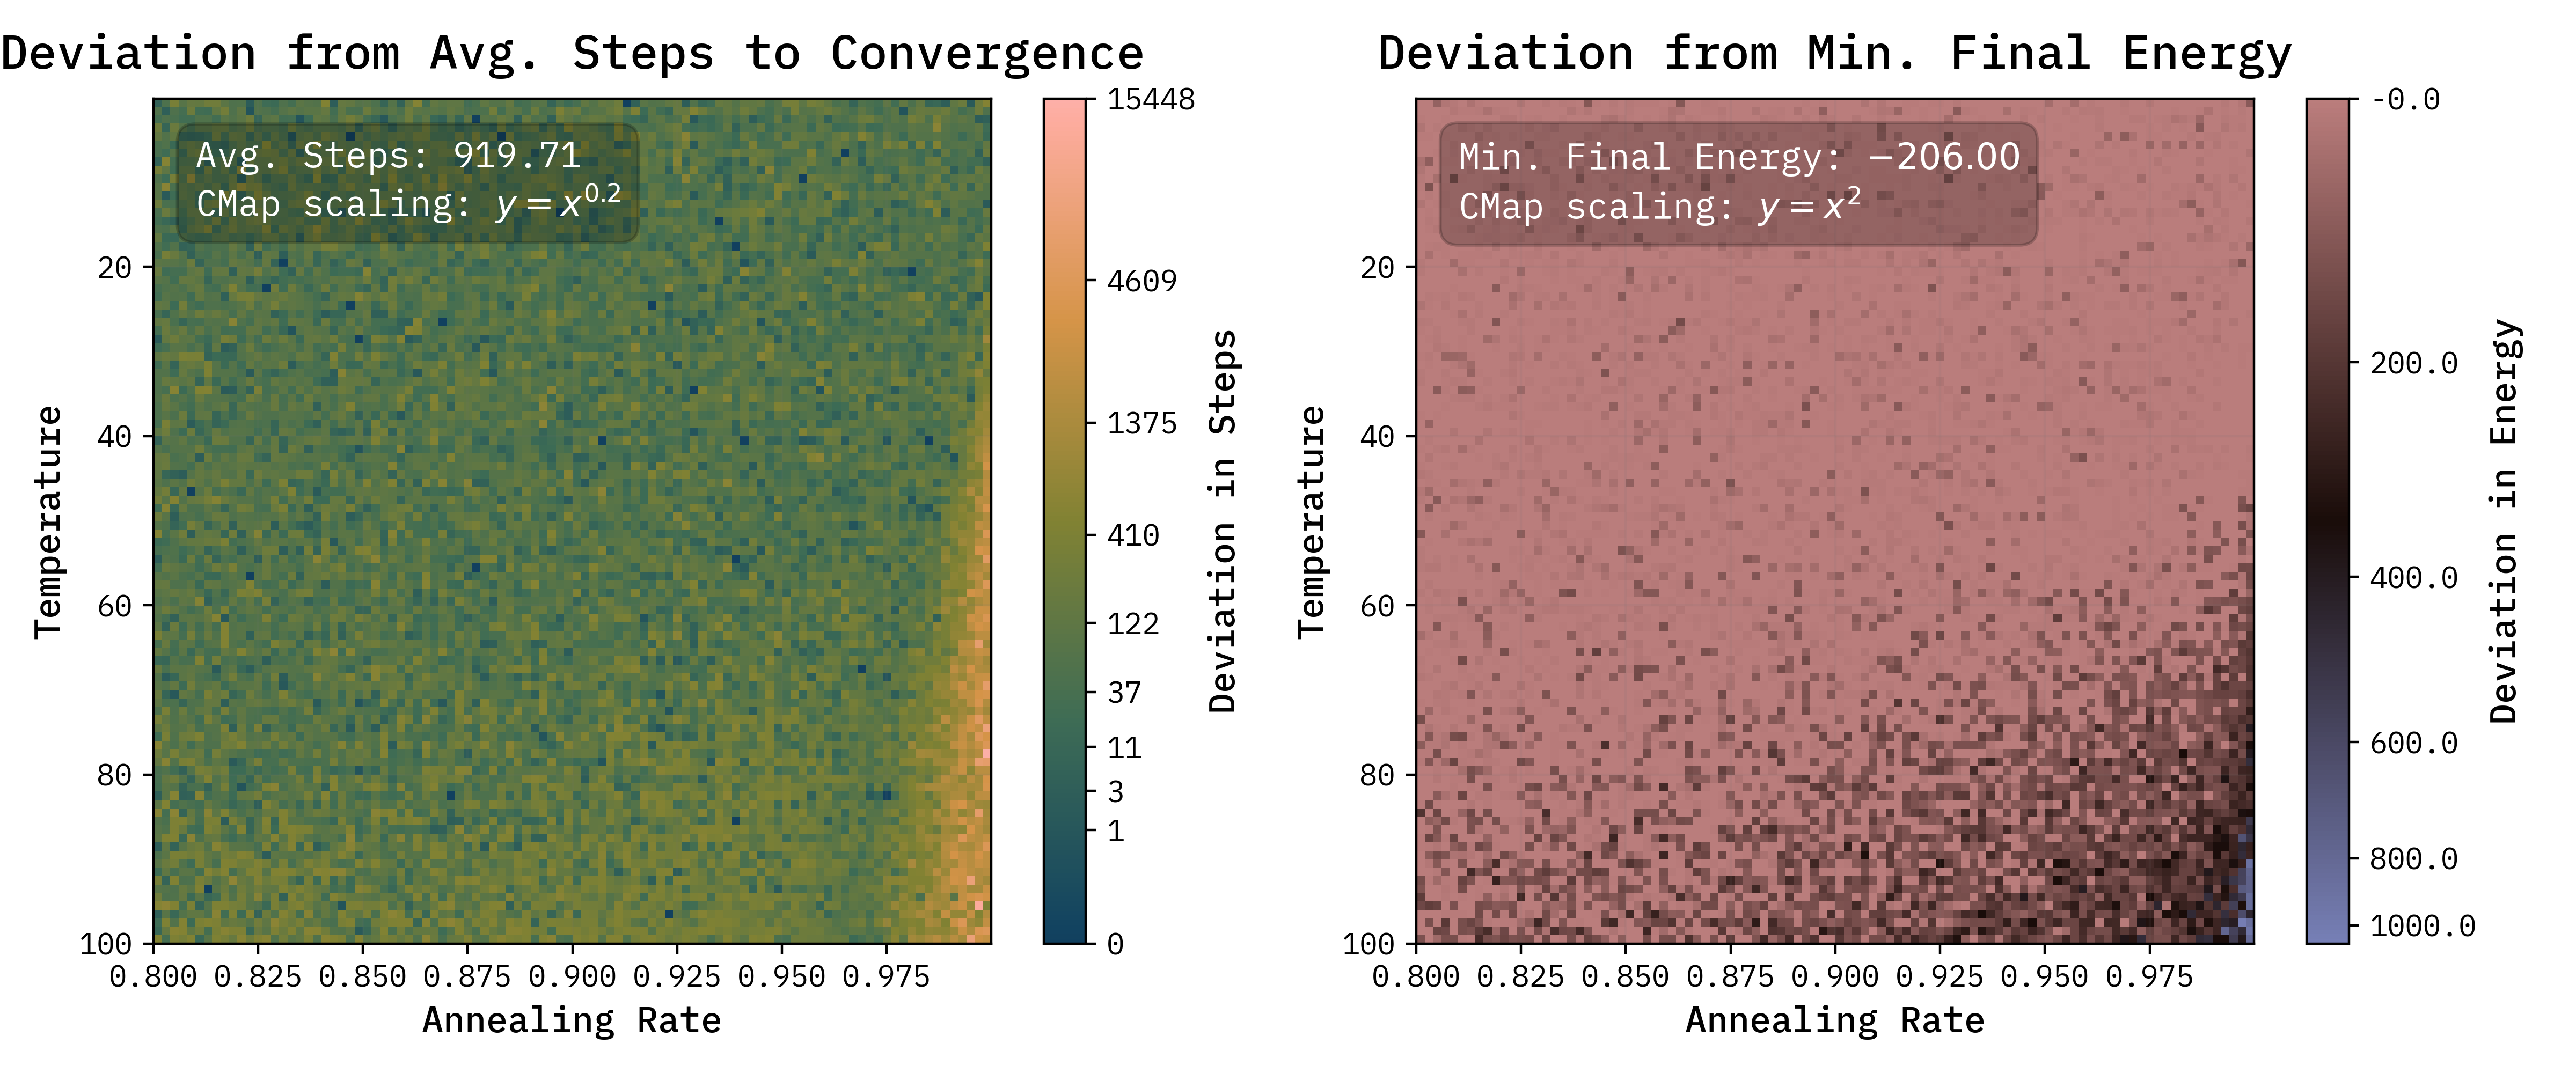 Deviation from Avg. Steps to Convergence
Avg. Steps: 919.71
CMap scaling: y = x^0.2
Temperature
20
40
60
80
100
0.800 0.825 0.850 0.875 0.900 0.925 0.950 0.975
Annealing Rate
15448
4609
1375
410
122
37
11
3
1
0
Deviation in Steps
Deviation from Min. Final Energy
Min. Final Energy: −206.00
CMap scaling: y = x²
Temperature
20
40
60
80
100
0.800 0.825 0.850 0.875 0.900 0.925 0.950 0.975
Annealing Rate
-0.0
200.0
400.0
600.0
800.0
1000.0
Deviation in Energy